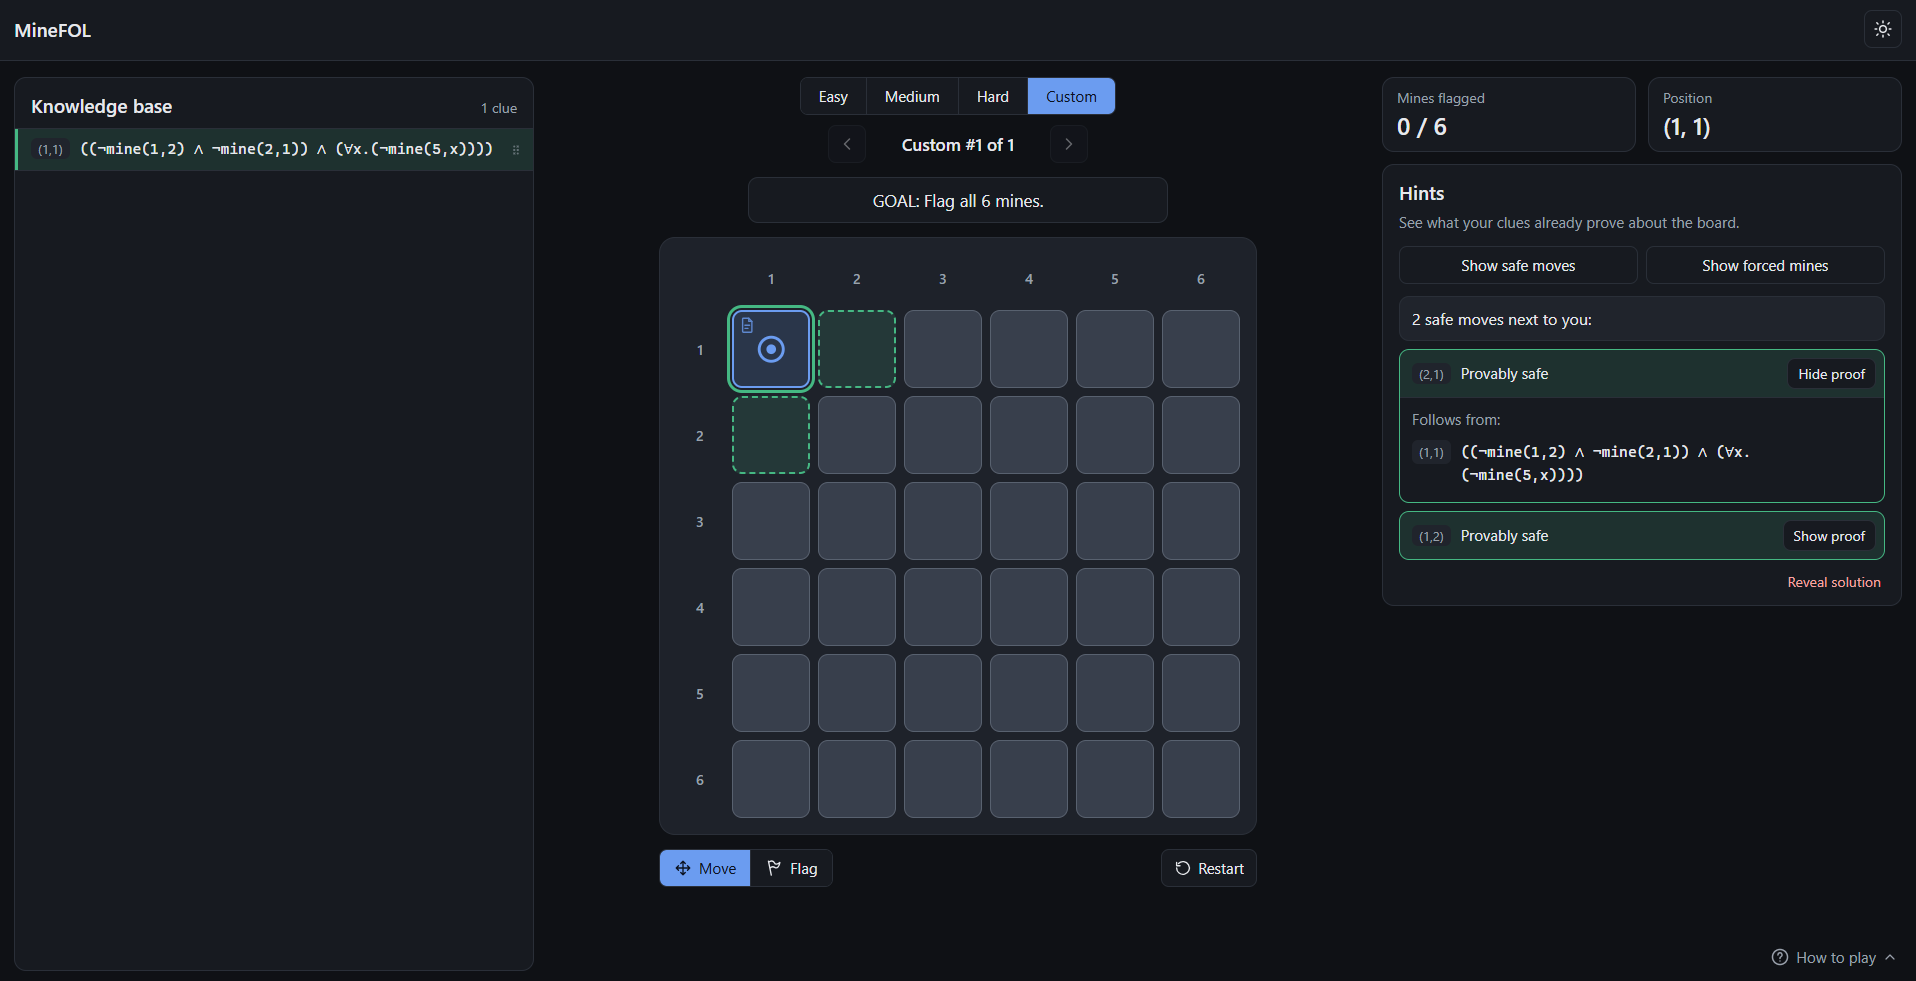 MineFOL
Knowledge base
1 clue
(1,1) ((¬mine(1,2) ∧ ¬mine(2,1)) ∧ (∀x.(¬mine(5,x))))
Easy Medium Hard Custom
Custom #1 of 1
GOAL: Flag all 6 mines.
1 2 3 4 5 6
1
2
3
4
5
6
Move Flag
Restart
Mines flagged
0 / 6
Position
(1, 1)
Hints
See what your clues already prove about the board.
Show safe moves
Show forced mines
2 safe moves next to you:
(2,1) Provably safe Hide proof
Follows from:
(1,1) ((¬mine(1,2) ∧ ¬mine(2,1)) ∧ (∀x.
(¬mine(5,x))))
(1,2) Provably safe Show proof
Reveal solution
How to play